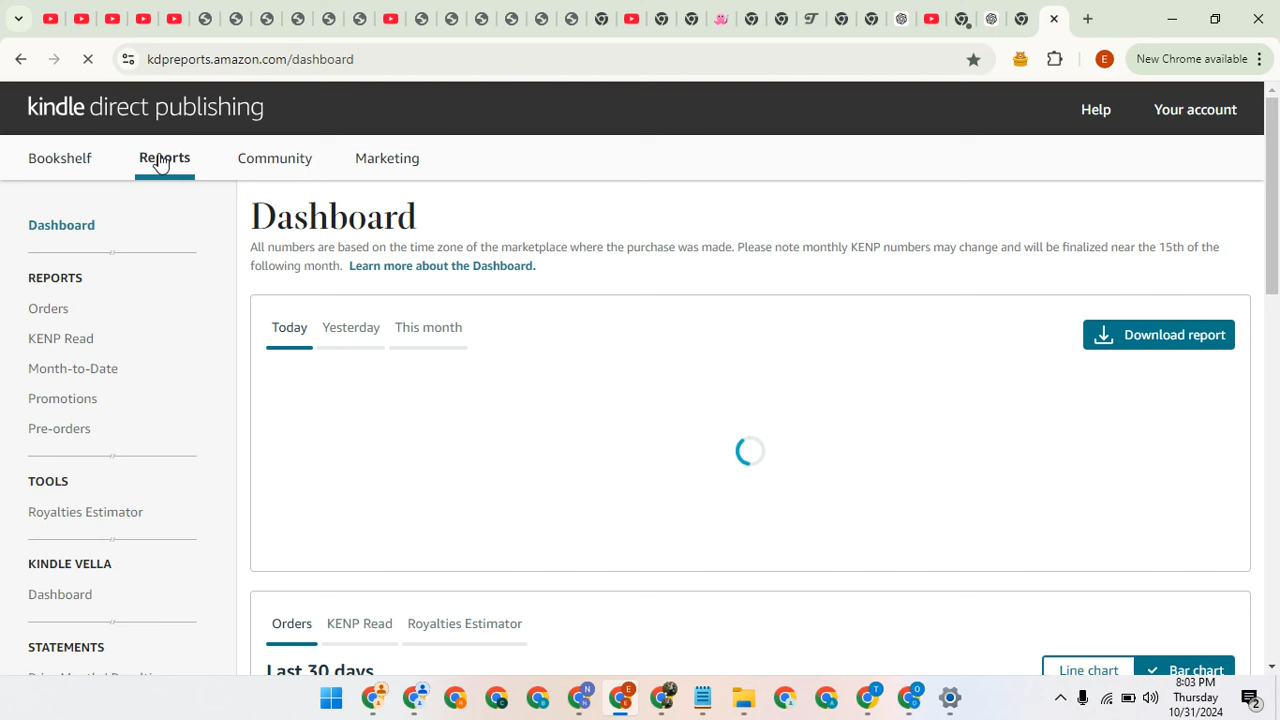 kdpreports.amazon.com/dashboard
E
New Chrome available
kindle direct publishing
Help
Your account
Bookshelf
Reports
Community
Marketing
Dashboard
REPORTS
Orders
KENP Read
Month-to-Date
Promotions
Pre-orders
TOOLS
Royalties Estimator
KINDLE VELLA
Dashboard
STATEMENTS
Dashboard
All numbers are based on the time zone of the marketplace where the purchase was made. Please note monthly KENP numbers may change and will be finalized near the 15th of the
following month. Learn more about the Dashboard.
Today
Yesterday
This month
Download report
Orders
KENP Read
Royalties Estimator
Last 30 days
Line chart
Bar chart
8:03 PM
Thursday
10/31/2024
2